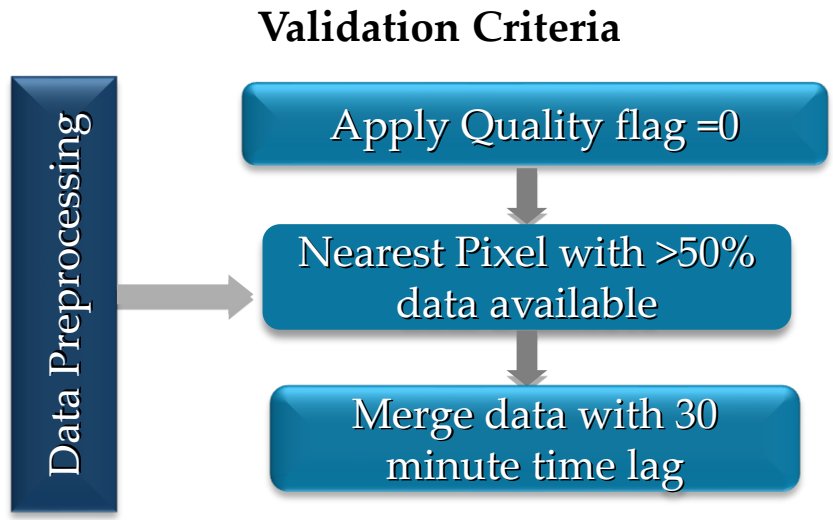 Validation Criteria
Data Preprocessing
Apply Quality flag =0
Nearest Pixel with >50%
data available
Merge data with 30
minute time lag